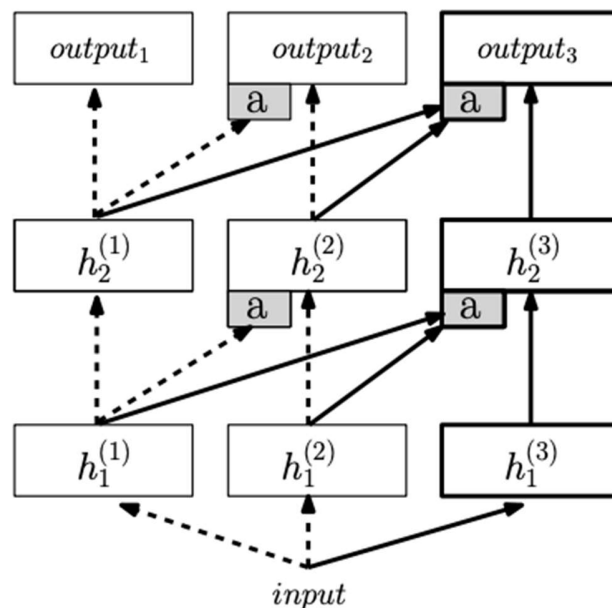 output₁ output₂ output₃
a a
h₂⁽¹⁾ h₂⁽²⁾ h₂⁽³⁾
a a
h₁⁽¹⁾ h₁⁽²⁾ h₁⁽³⁾
input